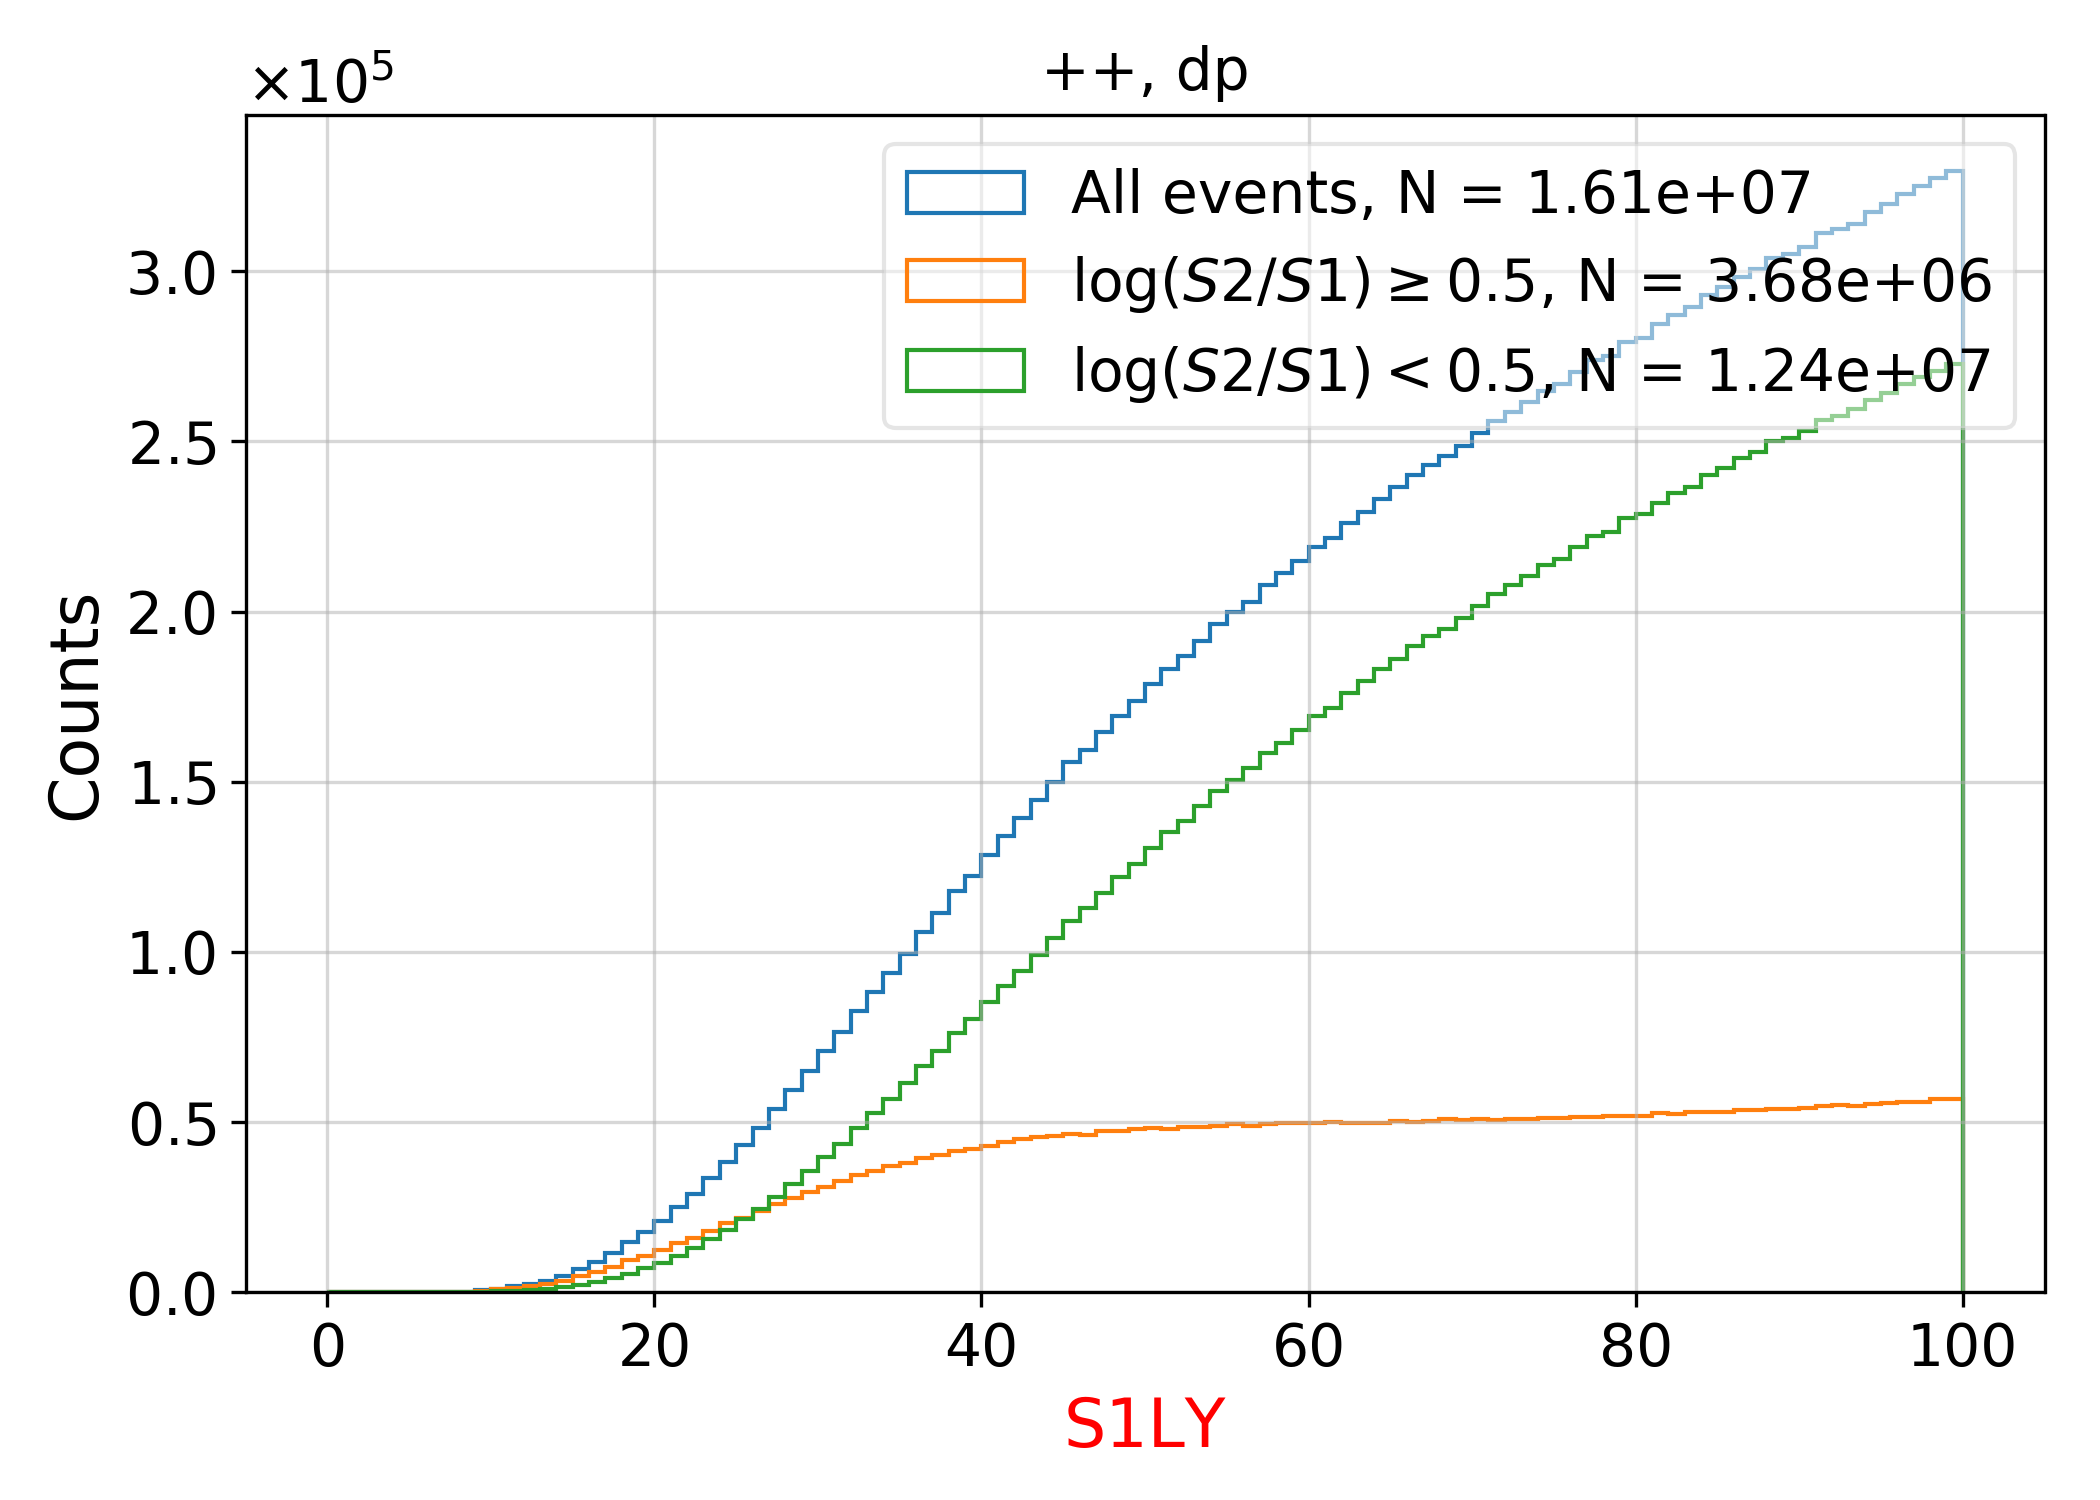 ++, dp
×10⁵
All events, N = 1.61e+07
log(S2/S1) ≥ 0.5, N = 3.68e+06
log(S2/S1) < 0.5, N = 1.24e+07
Counts
3.0
2.5
2.0
1.5
1.0
0.5
0.0
0 20 40 60 80 100
S1LY